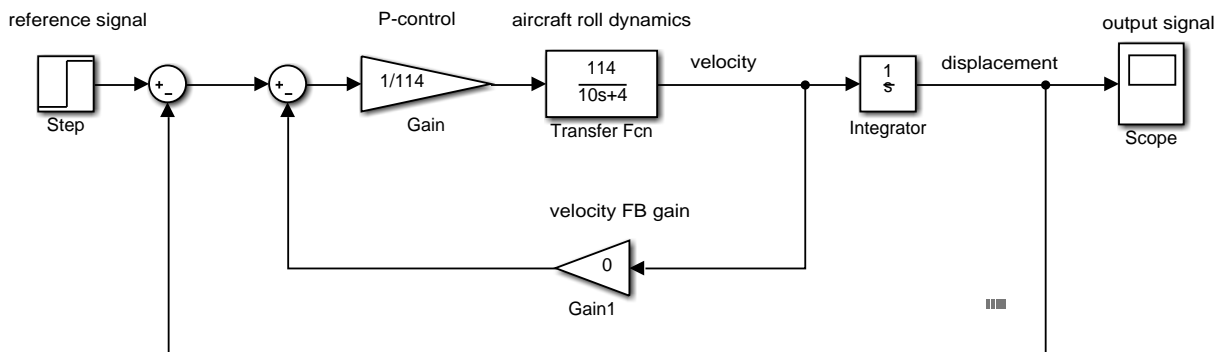 reference signal
P-control
aircraft roll dynamics
output signal
velocity
displacement
+
−
+
−
1/114
114
10s+4
1
s
Step
Gain
Transfer Fcn
Integrator
Scope
velocity FB gain
0
Gain1